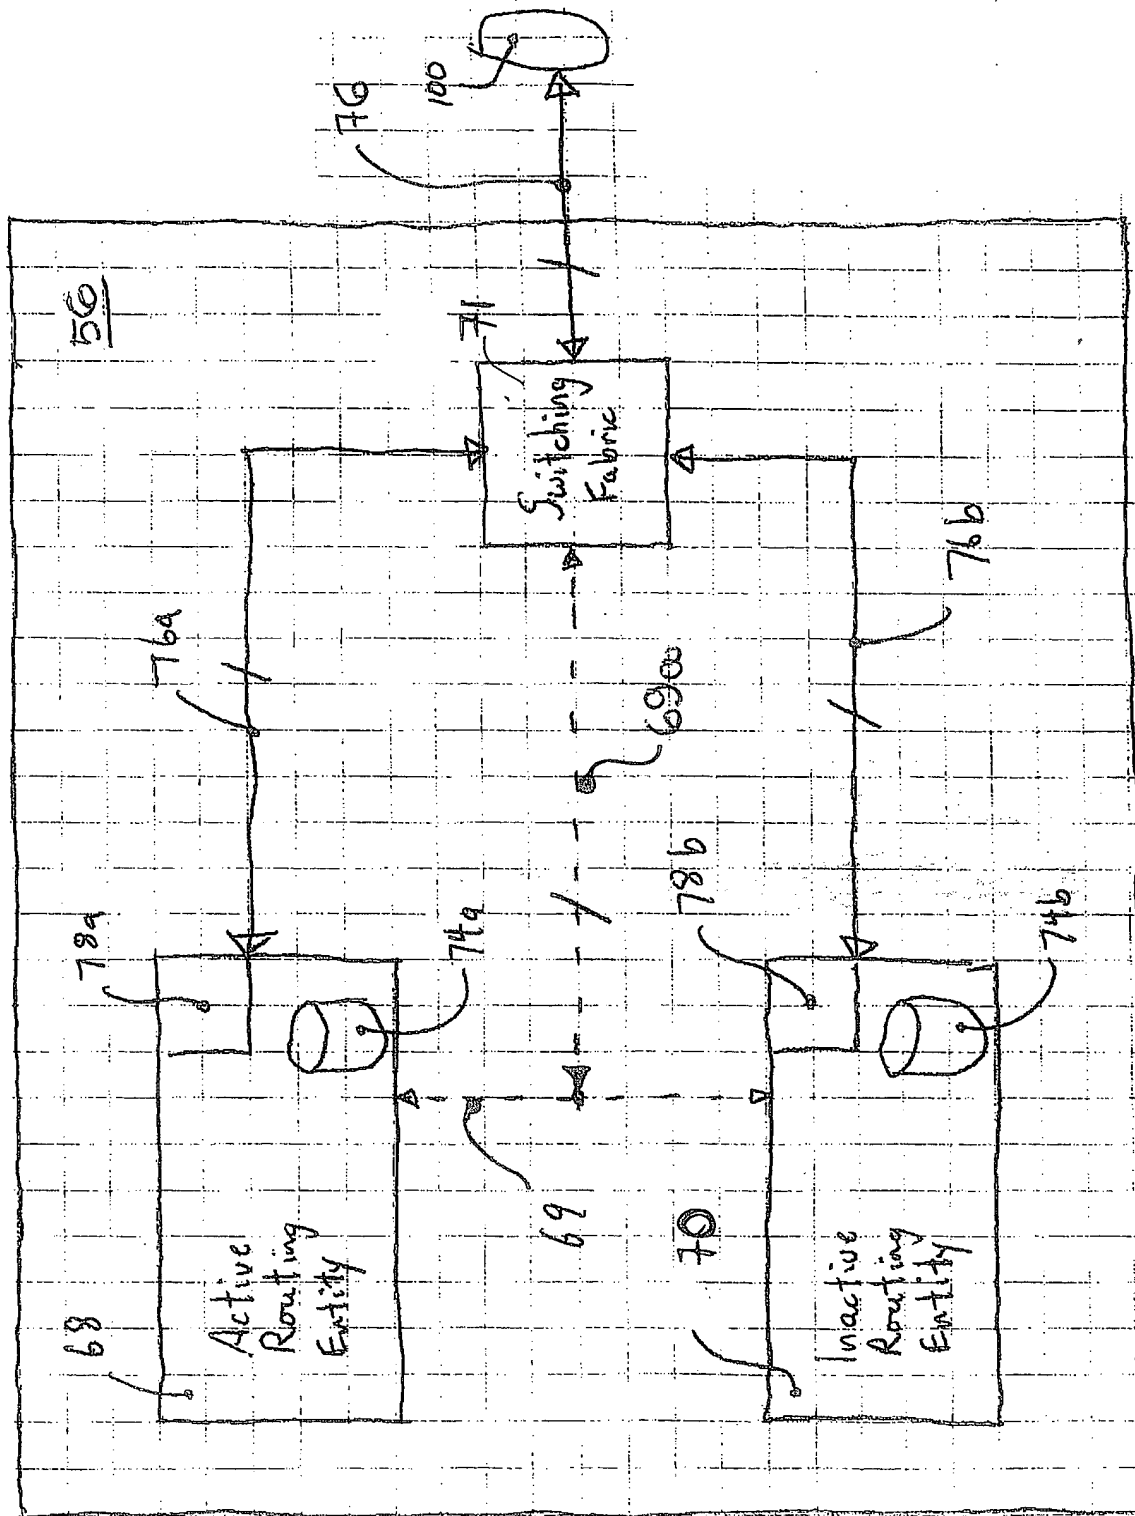 56
68
Active
Routing
Entity
78a
74a
76a
69
6900
71
Switching
Fabric
76
100
70
Inactive
Routing
Entity
78b
74b
76b